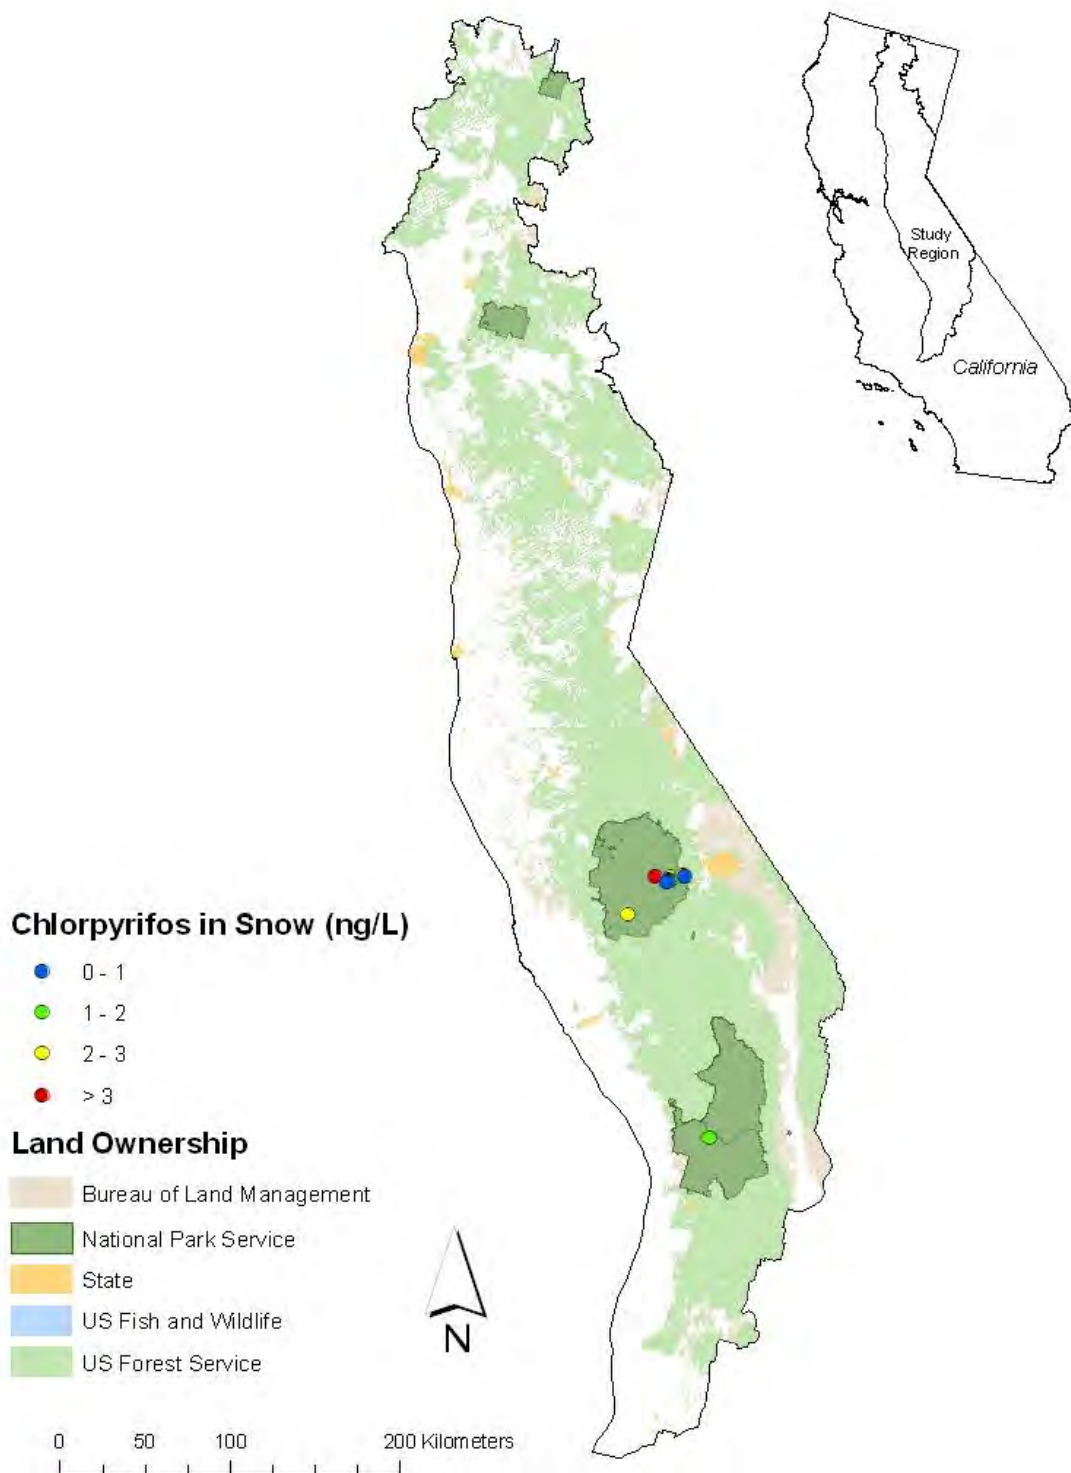 Study
Region
California
Chlorpyrifos in Snow (ng/L)
0 - 1
1 - 2
2 - 3
> 3
Land Ownership
Bureau of Land Management
National Park Service
State
US Fish and Wildlife
US Forest Service
N
0 50 100 200 Kilometers